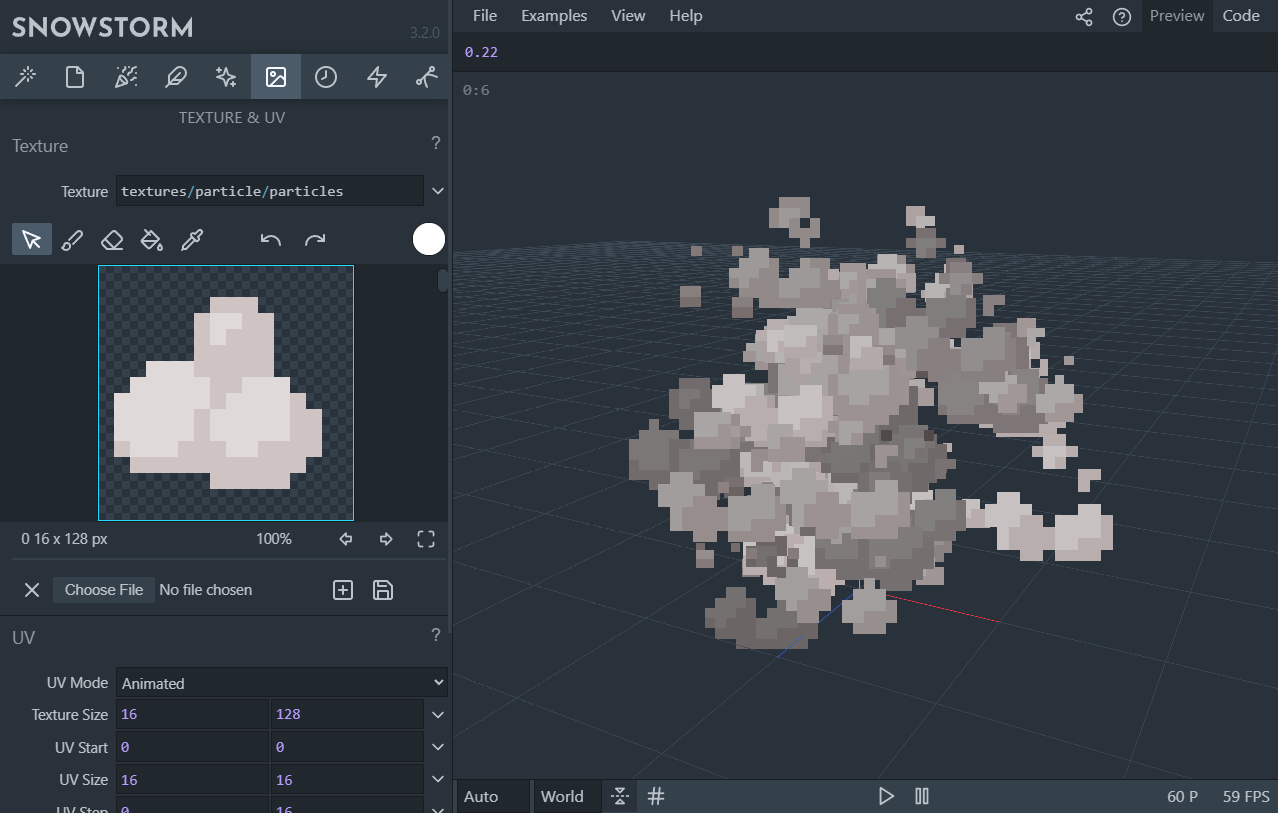 SNOWSTORM
3.2.0
File Examples View Help
Preview Code
0.22
0:6
TEXTURE & UV
Texture ?
Texture textures/particle/particles
0 16 x 128 px 100%
Choose File No file chosen
UV ?
UV Mode Animated
Texture Size 16 128
UV Start 0 0
UV Size 16 16
UV Step 0 16
Auto World 60 P 59 FPS